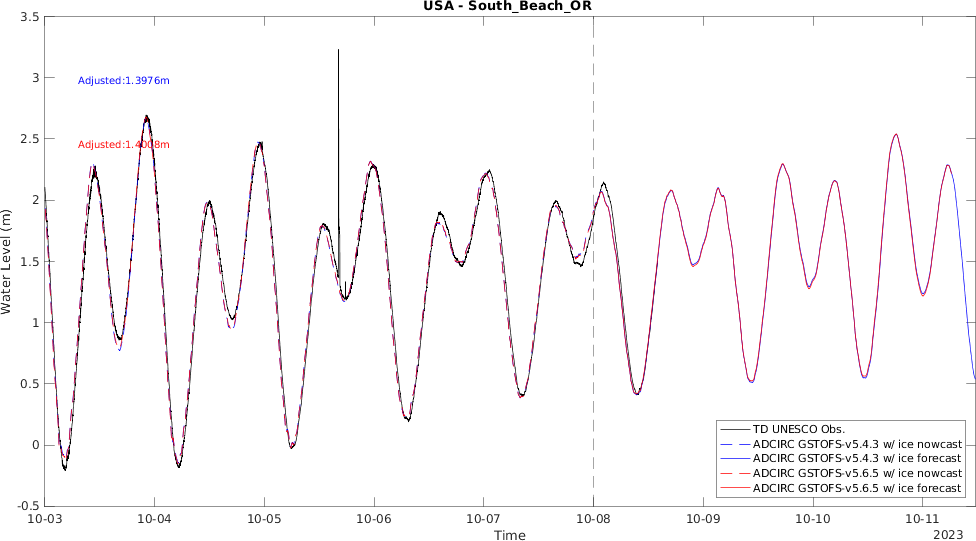 USA - South_Beach_OR
3.5
3
2.5
2
1.5
1
0.5
0
-0.5
Water Level (m)
Adjusted:1.3976m
Adjusted:1.4008m
TD UNESCO Obs.
ADCIRC GSTOFS-v5.4.3 w/ ice nowcast
ADCIRC GSTOFS-v5.4.3 w/ ice forecast
ADCIRC GSTOFS-v5.6.5 w/ ice nowcast
ADCIRC GSTOFS-v5.6.5 w/ ice forecast
10-03 10-04 10-05 10-06 10-07 10-08 10-09 10-10 10-11
Time
2023